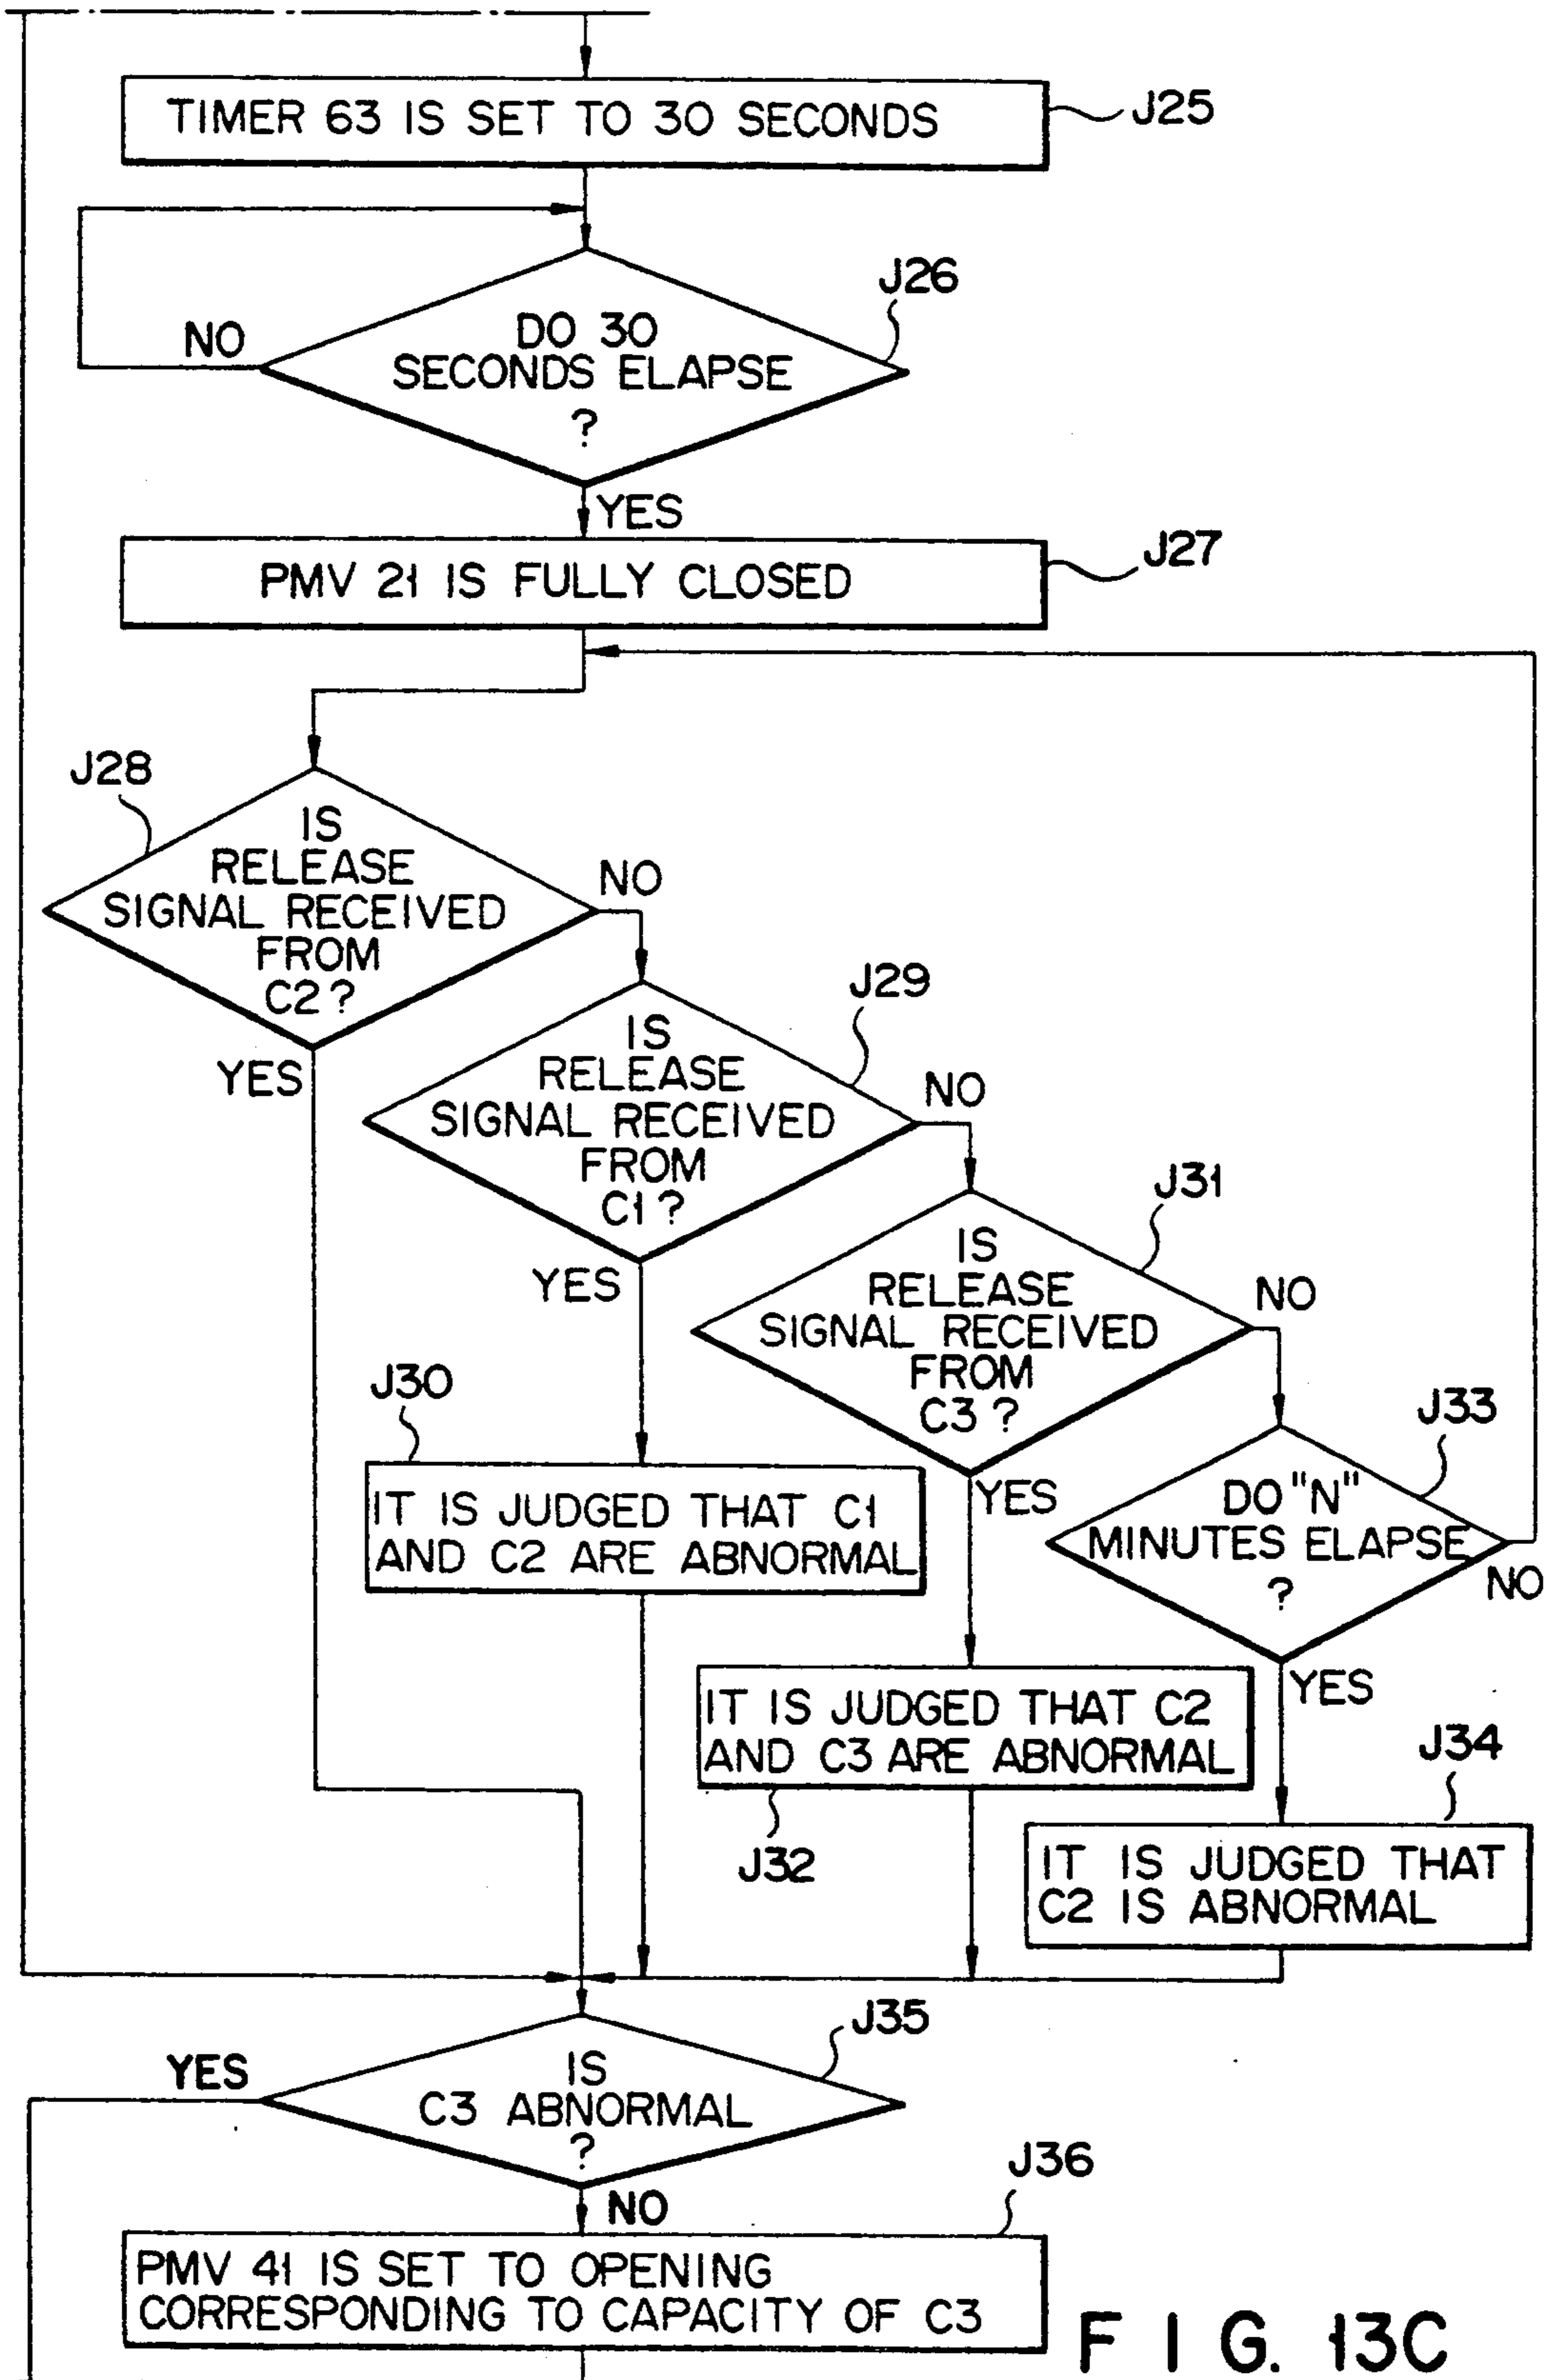 TIMER 63 IS SET TO 30 SECONDS
J25
J26
NO
DO 30
SECONDS ELAPSE
?
YES
J27
PMV 21 IS FULLY CLOSED
J28
IS
RELEASE
SIGNAL RECEIVED
FROM
C2?
NO
YES
J29
IS
RELEASE
SIGNAL RECEIVED
FROM
C1?
NO
YES
J31
IS
RELEASE
SIGNAL RECEIVED
FROM
C3?
NO
YES
J30
IT IS JUDGED THAT C1
AND C2 ARE ABNORMAL
J33
DO "N"
MINUTES ELAPSE
?
NO
YES
IT IS JUDGED THAT C2
AND C3 ARE ABNORMAL
J32
J34
IT IS JUDGED THAT
C2 IS ABNORMAL
J35
YES
IS
C3 ABNORMAL
?
NO
J36
PMV 41 IS SET TO OPENING
CORRESPONDING TO CAPACITY OF C3
FIG. 13C